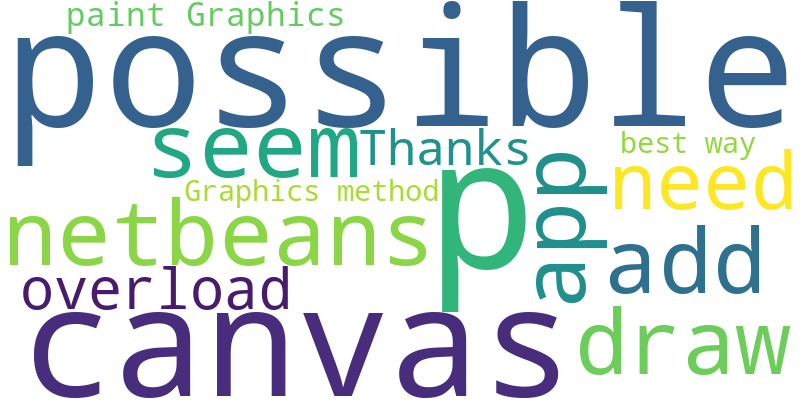 paint Graphics
possible
seem
Thanks
best way
Graphics method
p
app
need
netbeans
add
overload
canvas
draw